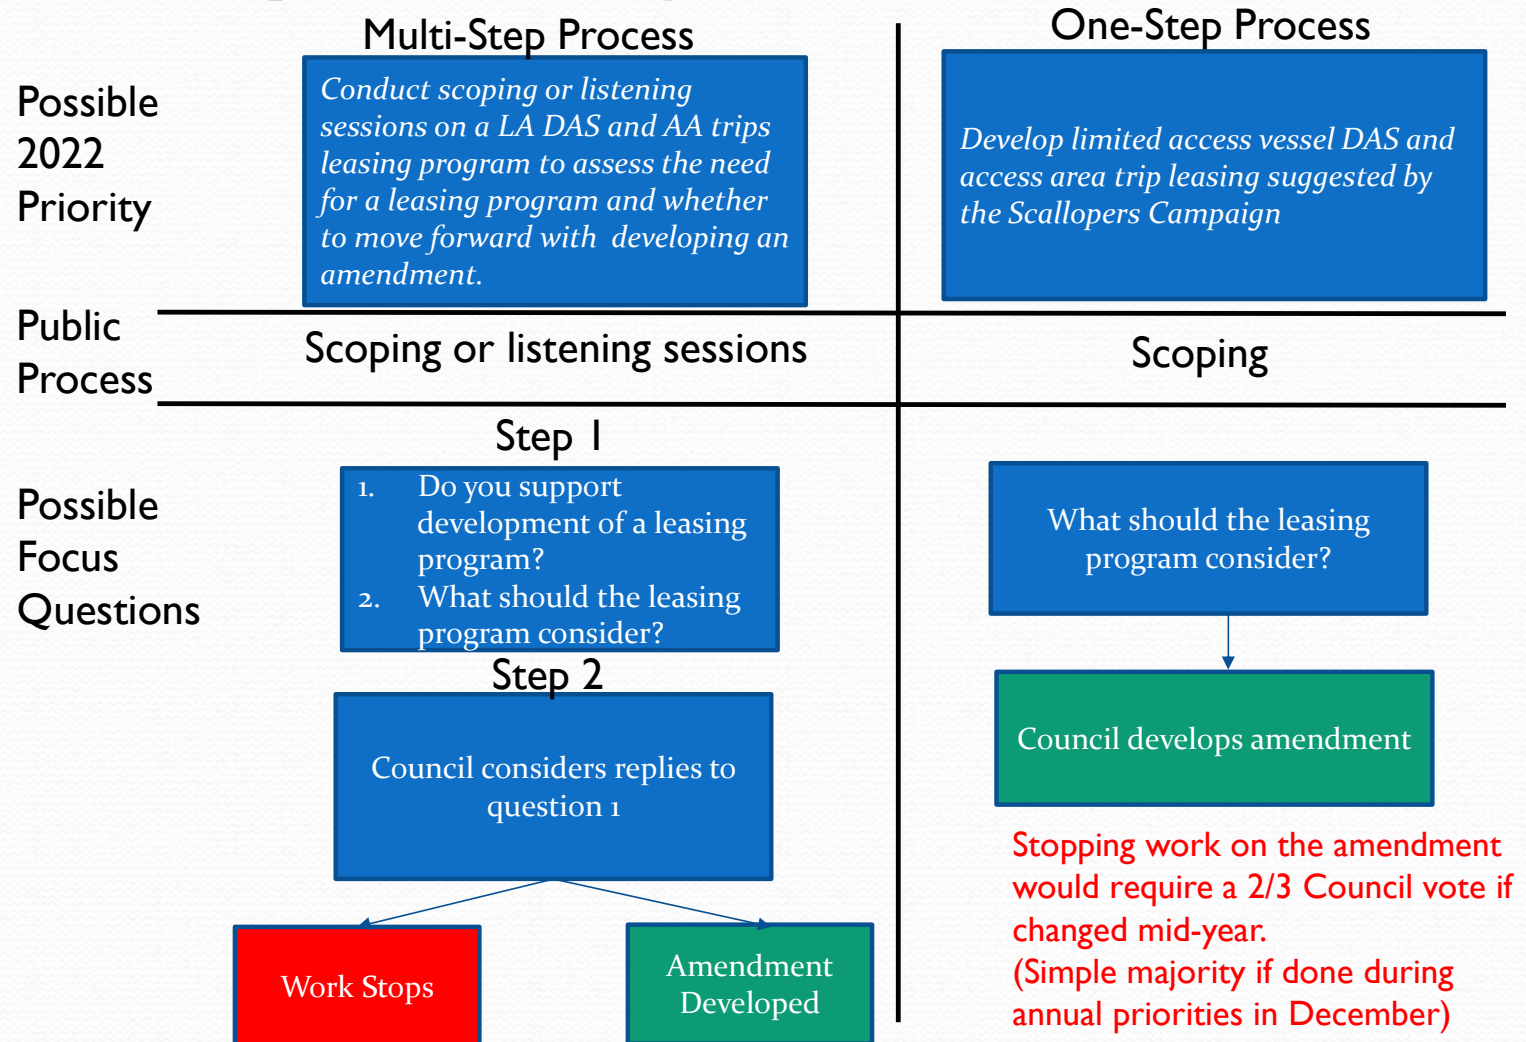 Multi-Step Process
One-Step Process
Possible
2022
Priority
Conduct scoping or listening
sessions on a LA DAS and AA trips
leasing program to assess the need
for a leasing program and whether
to move forward with developing an
amendment.
Develop limited access vessel DAS and
access area trip leasing suggested by
the Scallopers Campaign
Public
Process
Scoping or listening sessions
Scoping
Possible
Focus
Questions
Step 1
1. Do you support
development of a leasing
program?
2. What should the leasing
program consider?
Step 2
Council considers replies to
question 1
Work Stops
Amendment
Developed
What should the leasing
program consider?
Council develops amendment
Stopping work on the amendment
would require a 2/3 Council vote if
changed mid-year.
(Simple majority if done during
annual priorities in December)